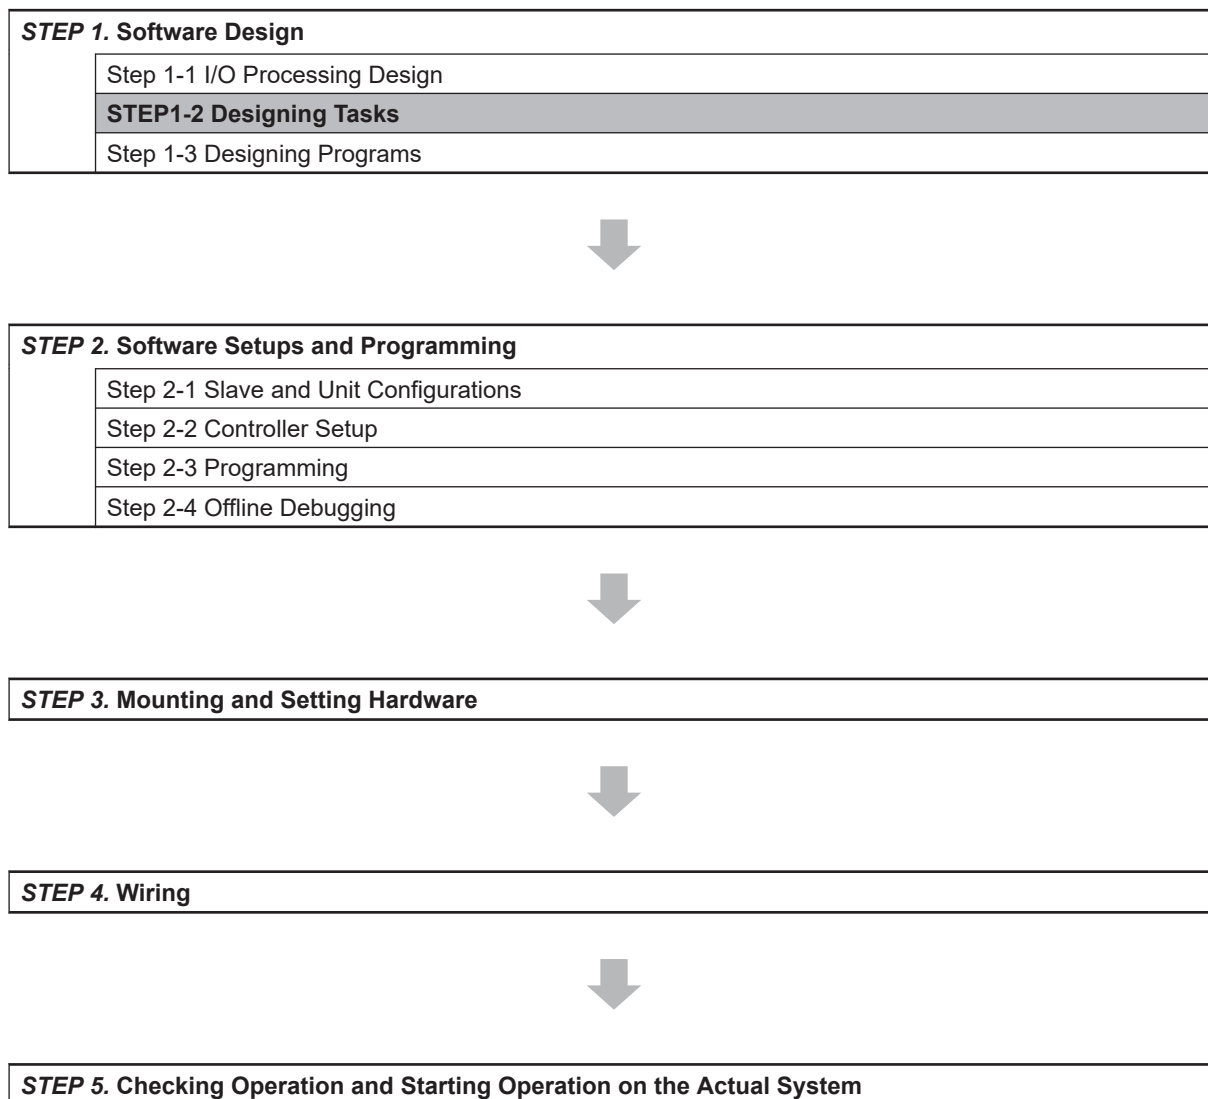 STEP 1. Software Design
Step 1-1 I/O Processing Design
STEP1-2 Designing Tasks
Step 1-3 Designing Programs
STEP 2. Software Setups and Programming
Step 2-1 Slave and Unit Configurations
Step 2-2 Controller Setup
Step 2-3 Programming
Step 2-4 Offline Debugging
STEP 3. Mounting and Setting Hardware
STEP 4. Wiring
STEP 5. Checking Operation and Starting Operation on the Actual System